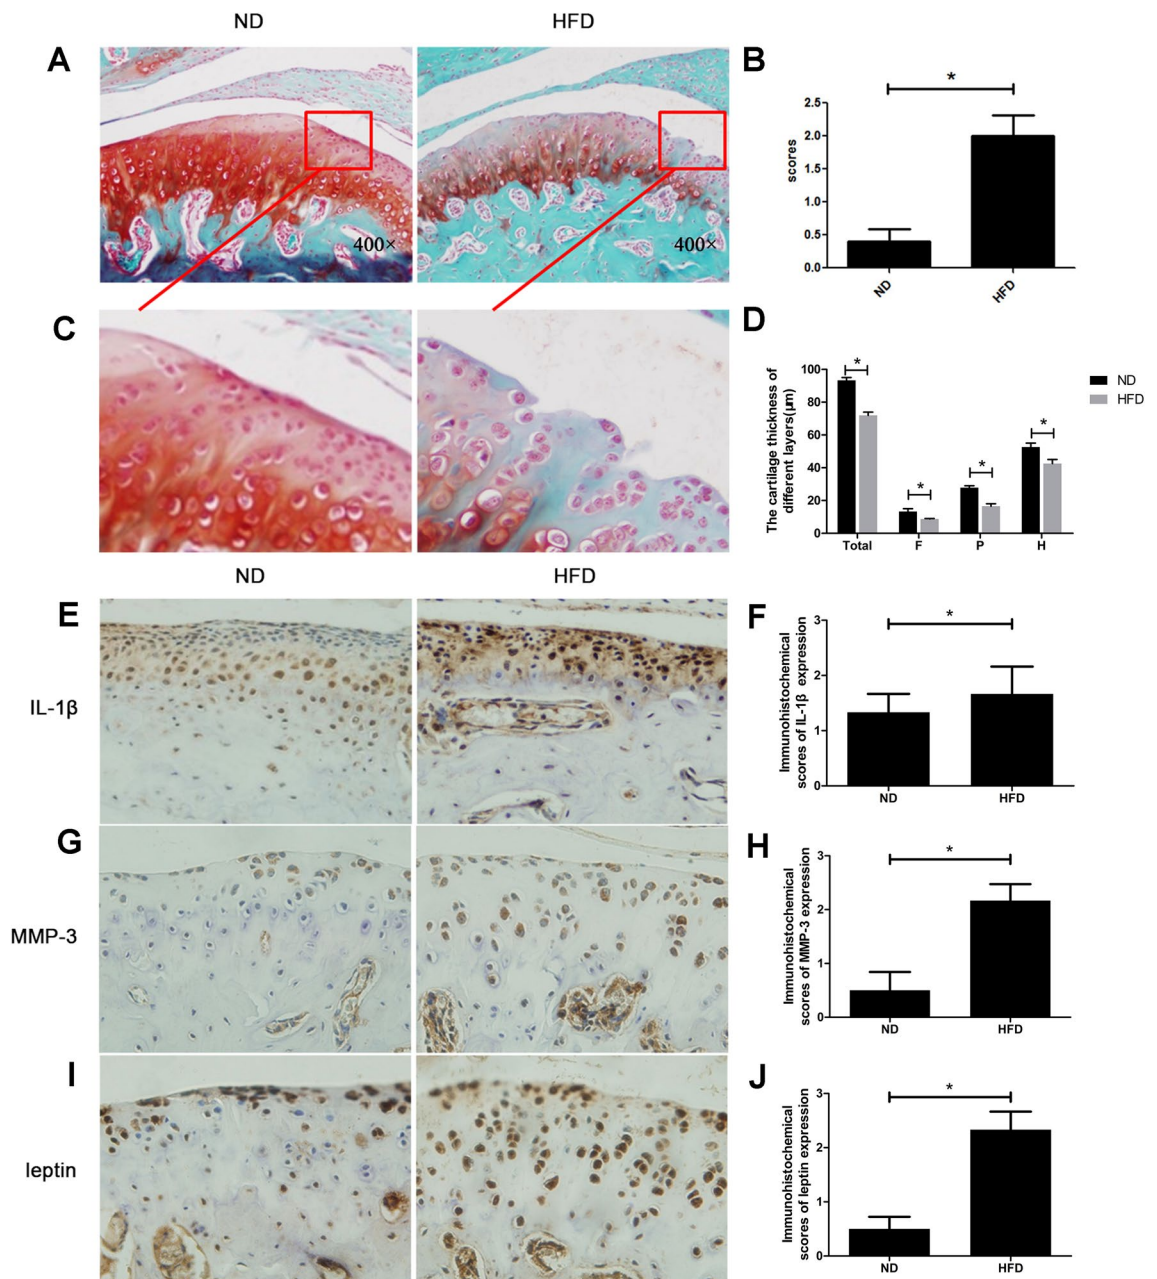 ND
HFD
A
400×
400×
B
*
scores
2.5
2.0
1.5
1.0
0.5
0.0
ND
HFD
C
D
The cartilage thickness of
different layers(μm)
100
80
60
40
20
0
*
*
*
*
Total
F
P
H
ND
HFD
ND
HFD
E
IL-1β
F
Immunohistochemical
scores of IL-1β expression
3
2
1
0
*
ND
HFD
G
MMP-3
H
Immunohistochemical
scores of MMP-3 expression
3
2
1
0
*
ND
HFD
I
leptin
J
Immunohistochemical
scores of leptin expression
3
2
1
0
*
ND
HFD